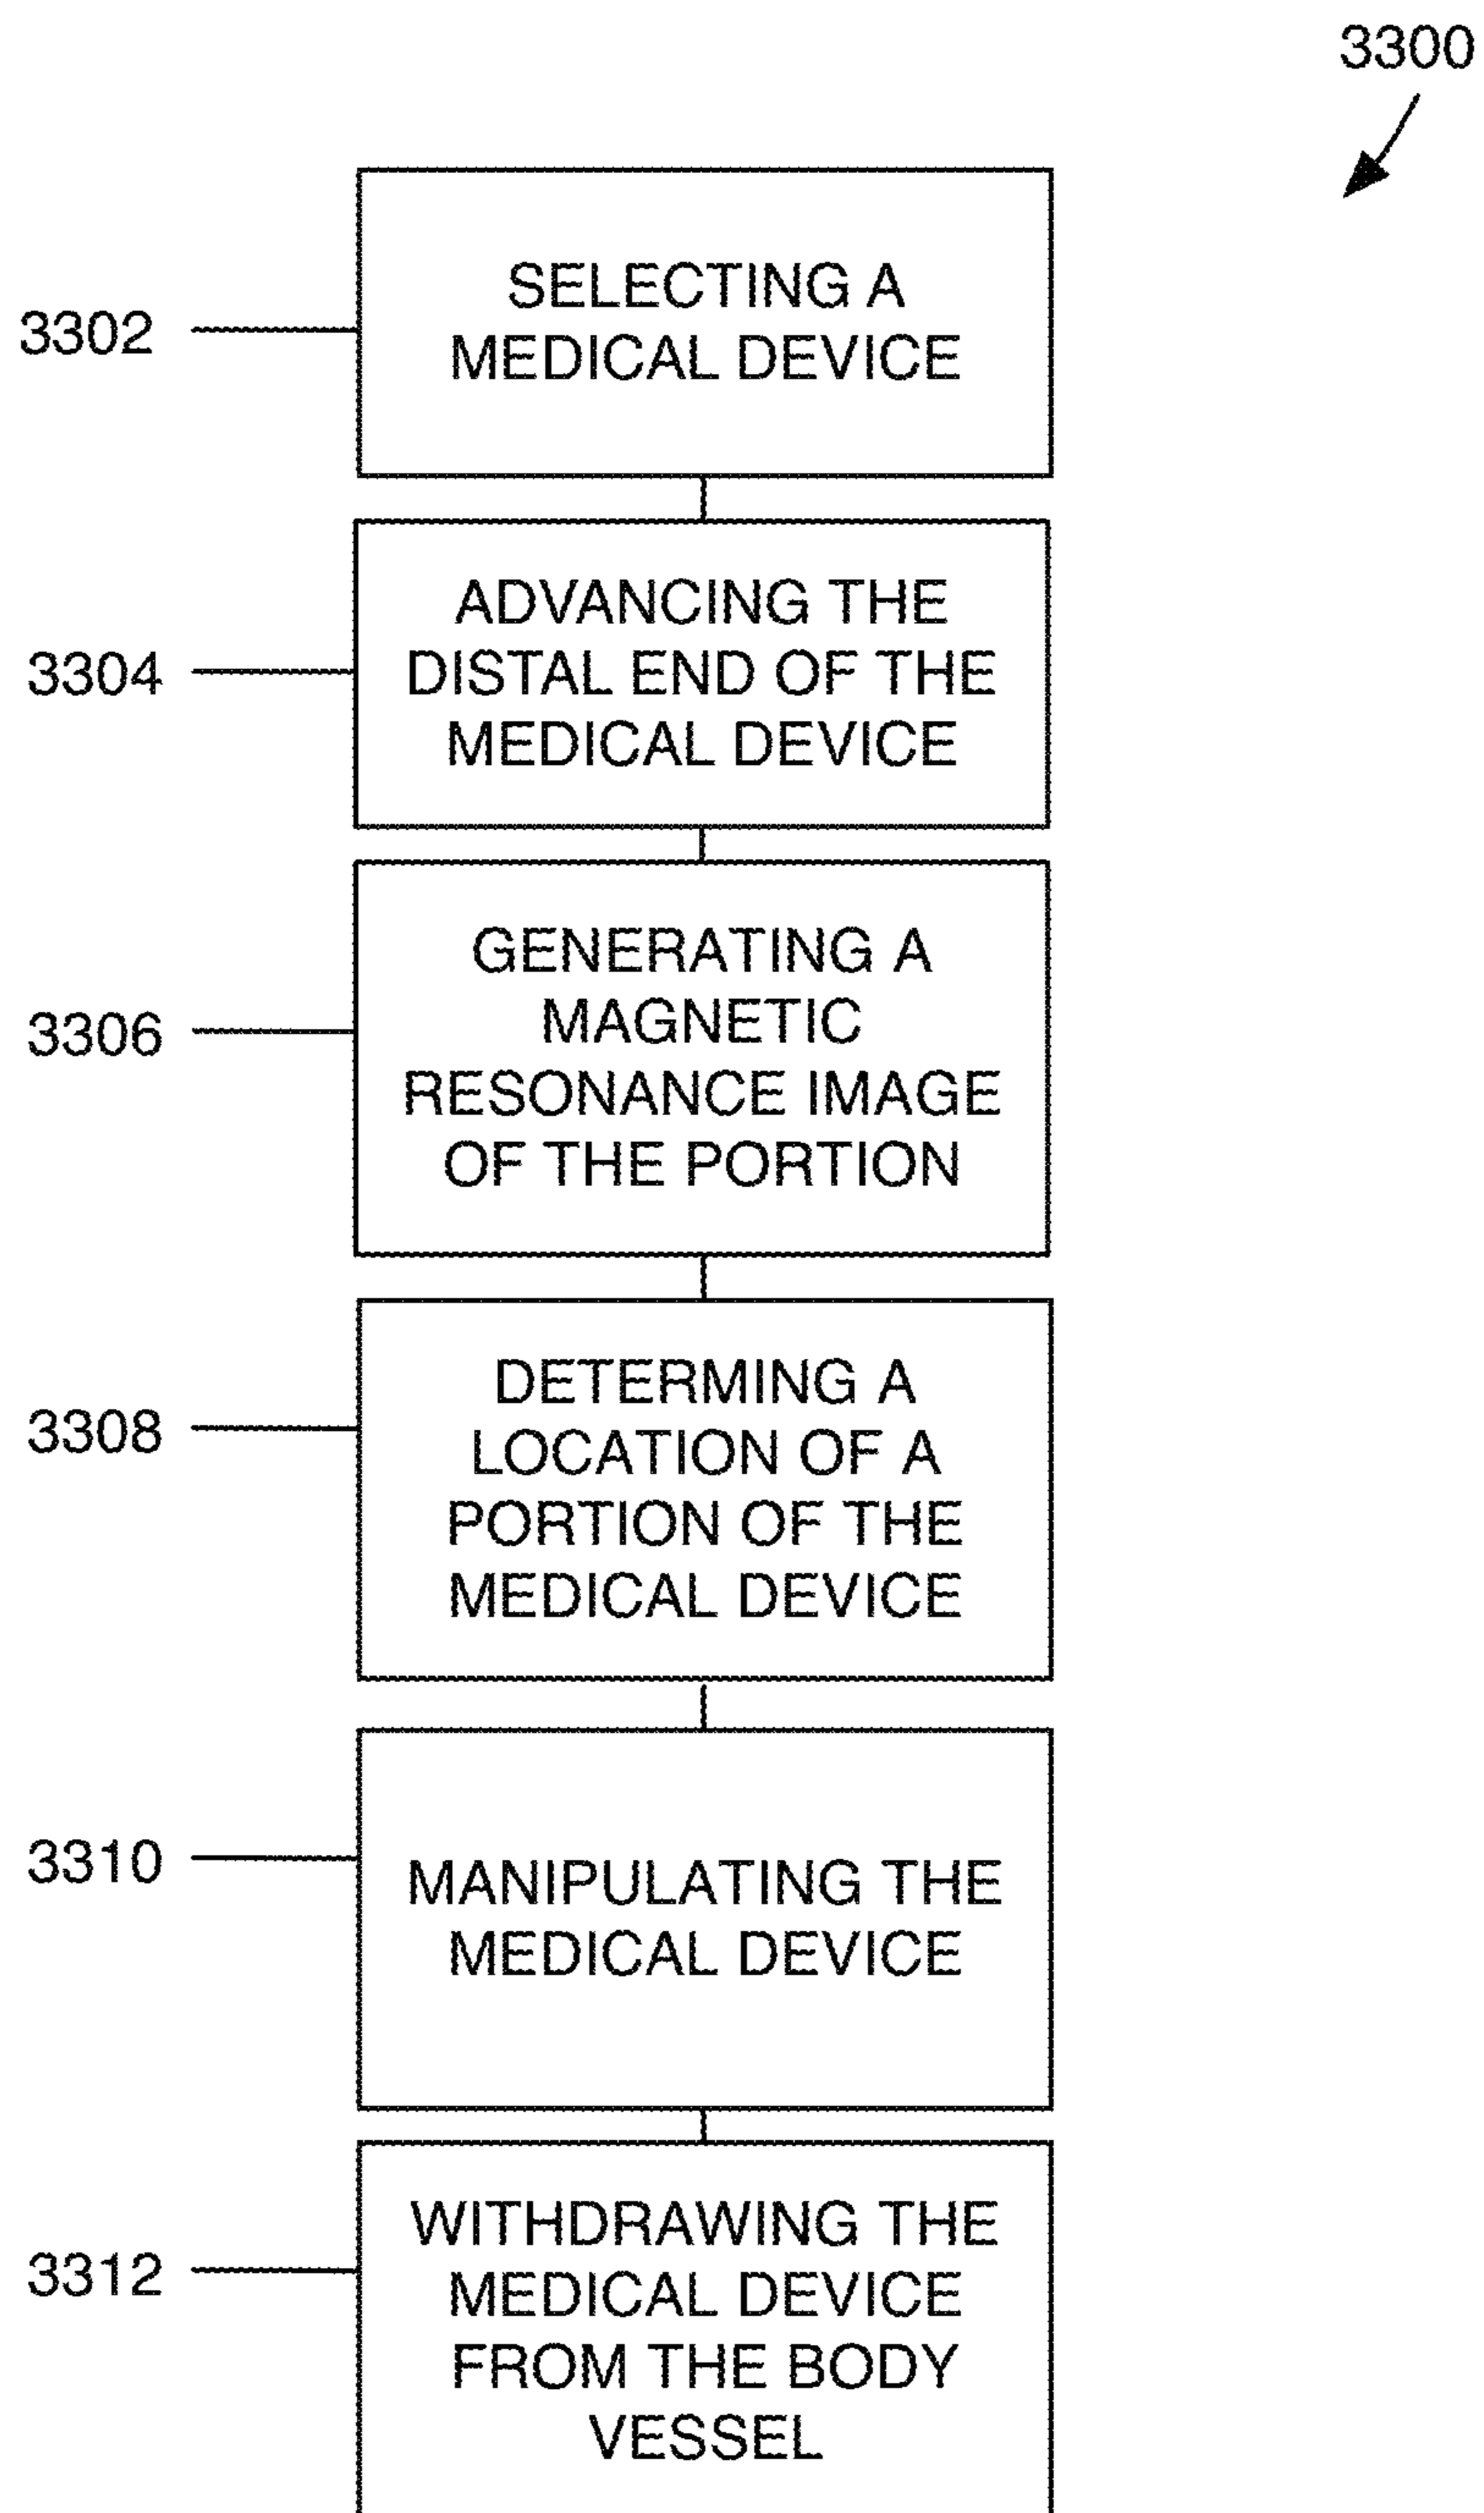 3300
3302
SELECTING A
MEDICAL DEVICE
3304
ADVANCING THE
DISTAL END OF THE
MEDICAL DEVICE
3306
GENERATING A
MAGNETIC
RESONANCE IMAGE
OF THE PORTION
3308
DETERMING A
LOCATION OF A
PORTION OF THE
MEDICAL DEVICE
3310
MANIPULATING THE
MEDICAL DEVICE
3312
WITHDRAWING THE
MEDICAL DEVICE
FROM THE BODY
VESSEL